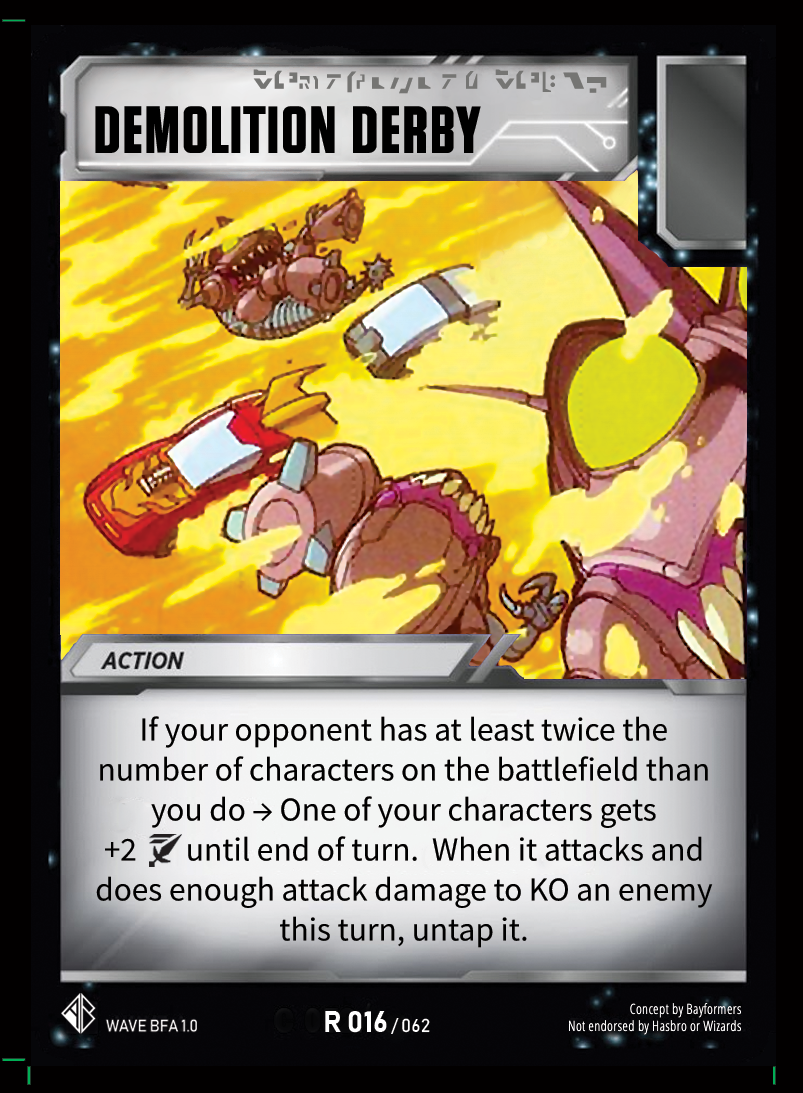 DEMOLITION DERBY
ACTION
If your opponent has at least twice the
number of characters on the battlefield than
you do → One of your characters gets
+2 until end of turn. When it attacks and
does enough attack damage to KO an enemy
this turn, untap it.
WAVE BFA 1.0
R 016 / 062
Concept by Bayformers
Not endorsed by Hasbro or Wizards